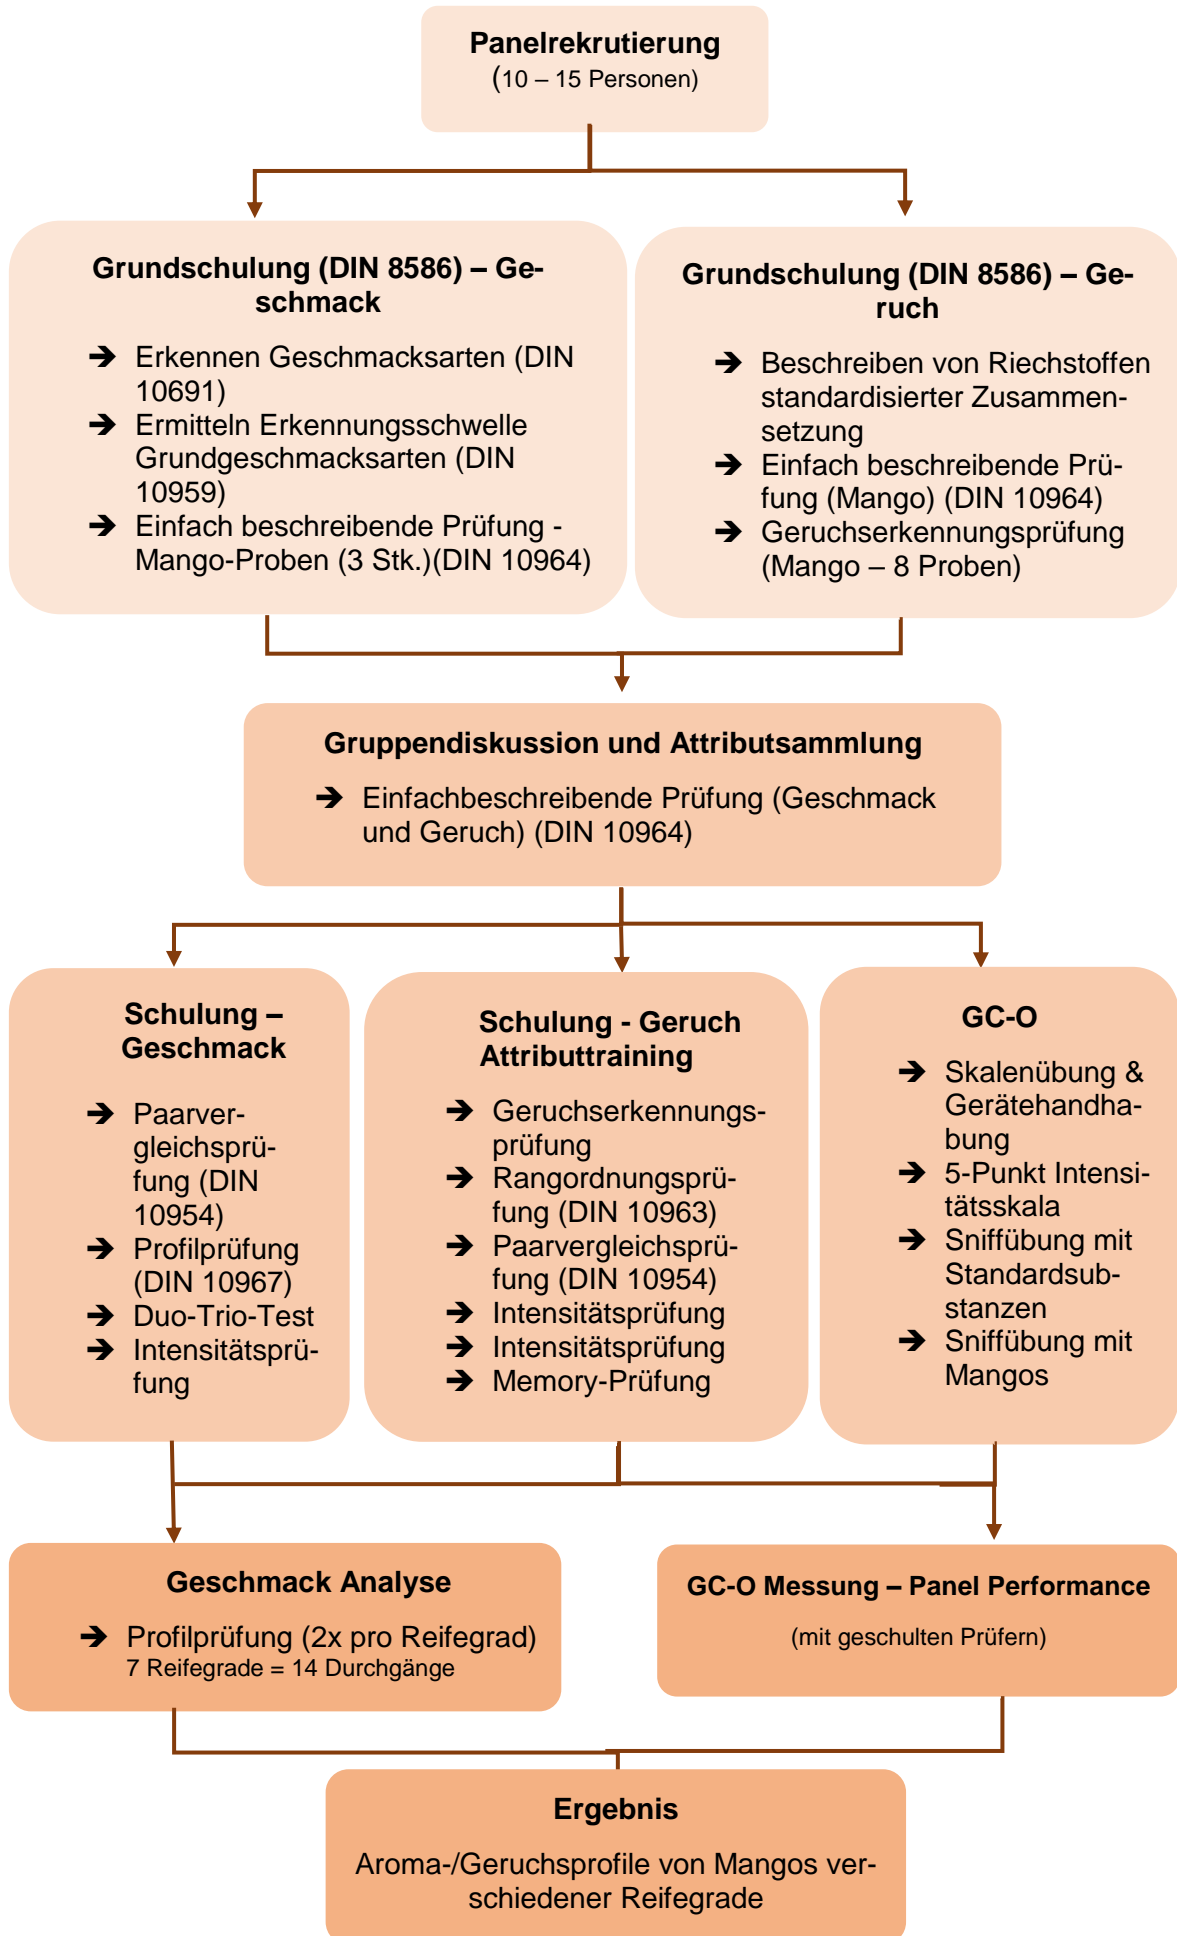 Panelrekrutierung
(10 – 15 Personen)
Grundschulung (DIN 8586) – Ge-
schmack
➔ Erkennen Geschmacksarten (DIN
10691)
➔ Ermitteln Erkennungsschwelle
Grundgeschmacksarten (DIN
10959)
➔ Einfach beschreibende Prüfung -
Mango-Proben (3 Stk.)(DIN 10964)
Grundschulung (DIN 8586) – Ge-
ruch
➔ Beschreiben von Riechstoffen
standardisierter Zusammen-
setzung
➔ Einfach beschreibende Prü-
fung (Mango) (DIN 10964)
➔ Geruchserkennungsprüfung
(Mango – 8 Proben)
Gruppendiskussion und Attributsammlung
➔ Einfachbeschreibende Prüfung (Geschmack
und Geruch) (DIN 10964)
Schulung –
Geschmack
➔ Paarver-
gleichsprü-
fung (DIN
10954)
➔ Profilprüfung
(DIN 10967)
➔ Duo-Trio-Test
➔ Intensitätsprü-
fung
Schulung - Geruch
Attributtraining
➔ Geruchserkennungs-
prüfung
➔ Rangordnungsprü-
fung (DIN 10963)
➔ Paarvergleichsprü-
fung (DIN 10954)
➔ Intensitätsprüfung
➔ Intensitätsprüfung
➔ Memory-Prüfung
GC-O
➔ Skalenübung &
Gerätehandha-
bung
➔ 5-Punkt Intensi-
tätsskala
➔ Sniffübung mit
Standardsub-
stanzen
➔ Sniffübung mit
Mangos
Geschmack Analyse
➔ Profilprüfung (2x pro Reifegrad)
7 Reifegrade = 14 Durchgänge
GC-O Messung – Panel Performance
(mit geschulten Prüfern)
Ergebnis
Aroma-/Geruchsprofile von Mangos ver-
schiedener Reifegrade